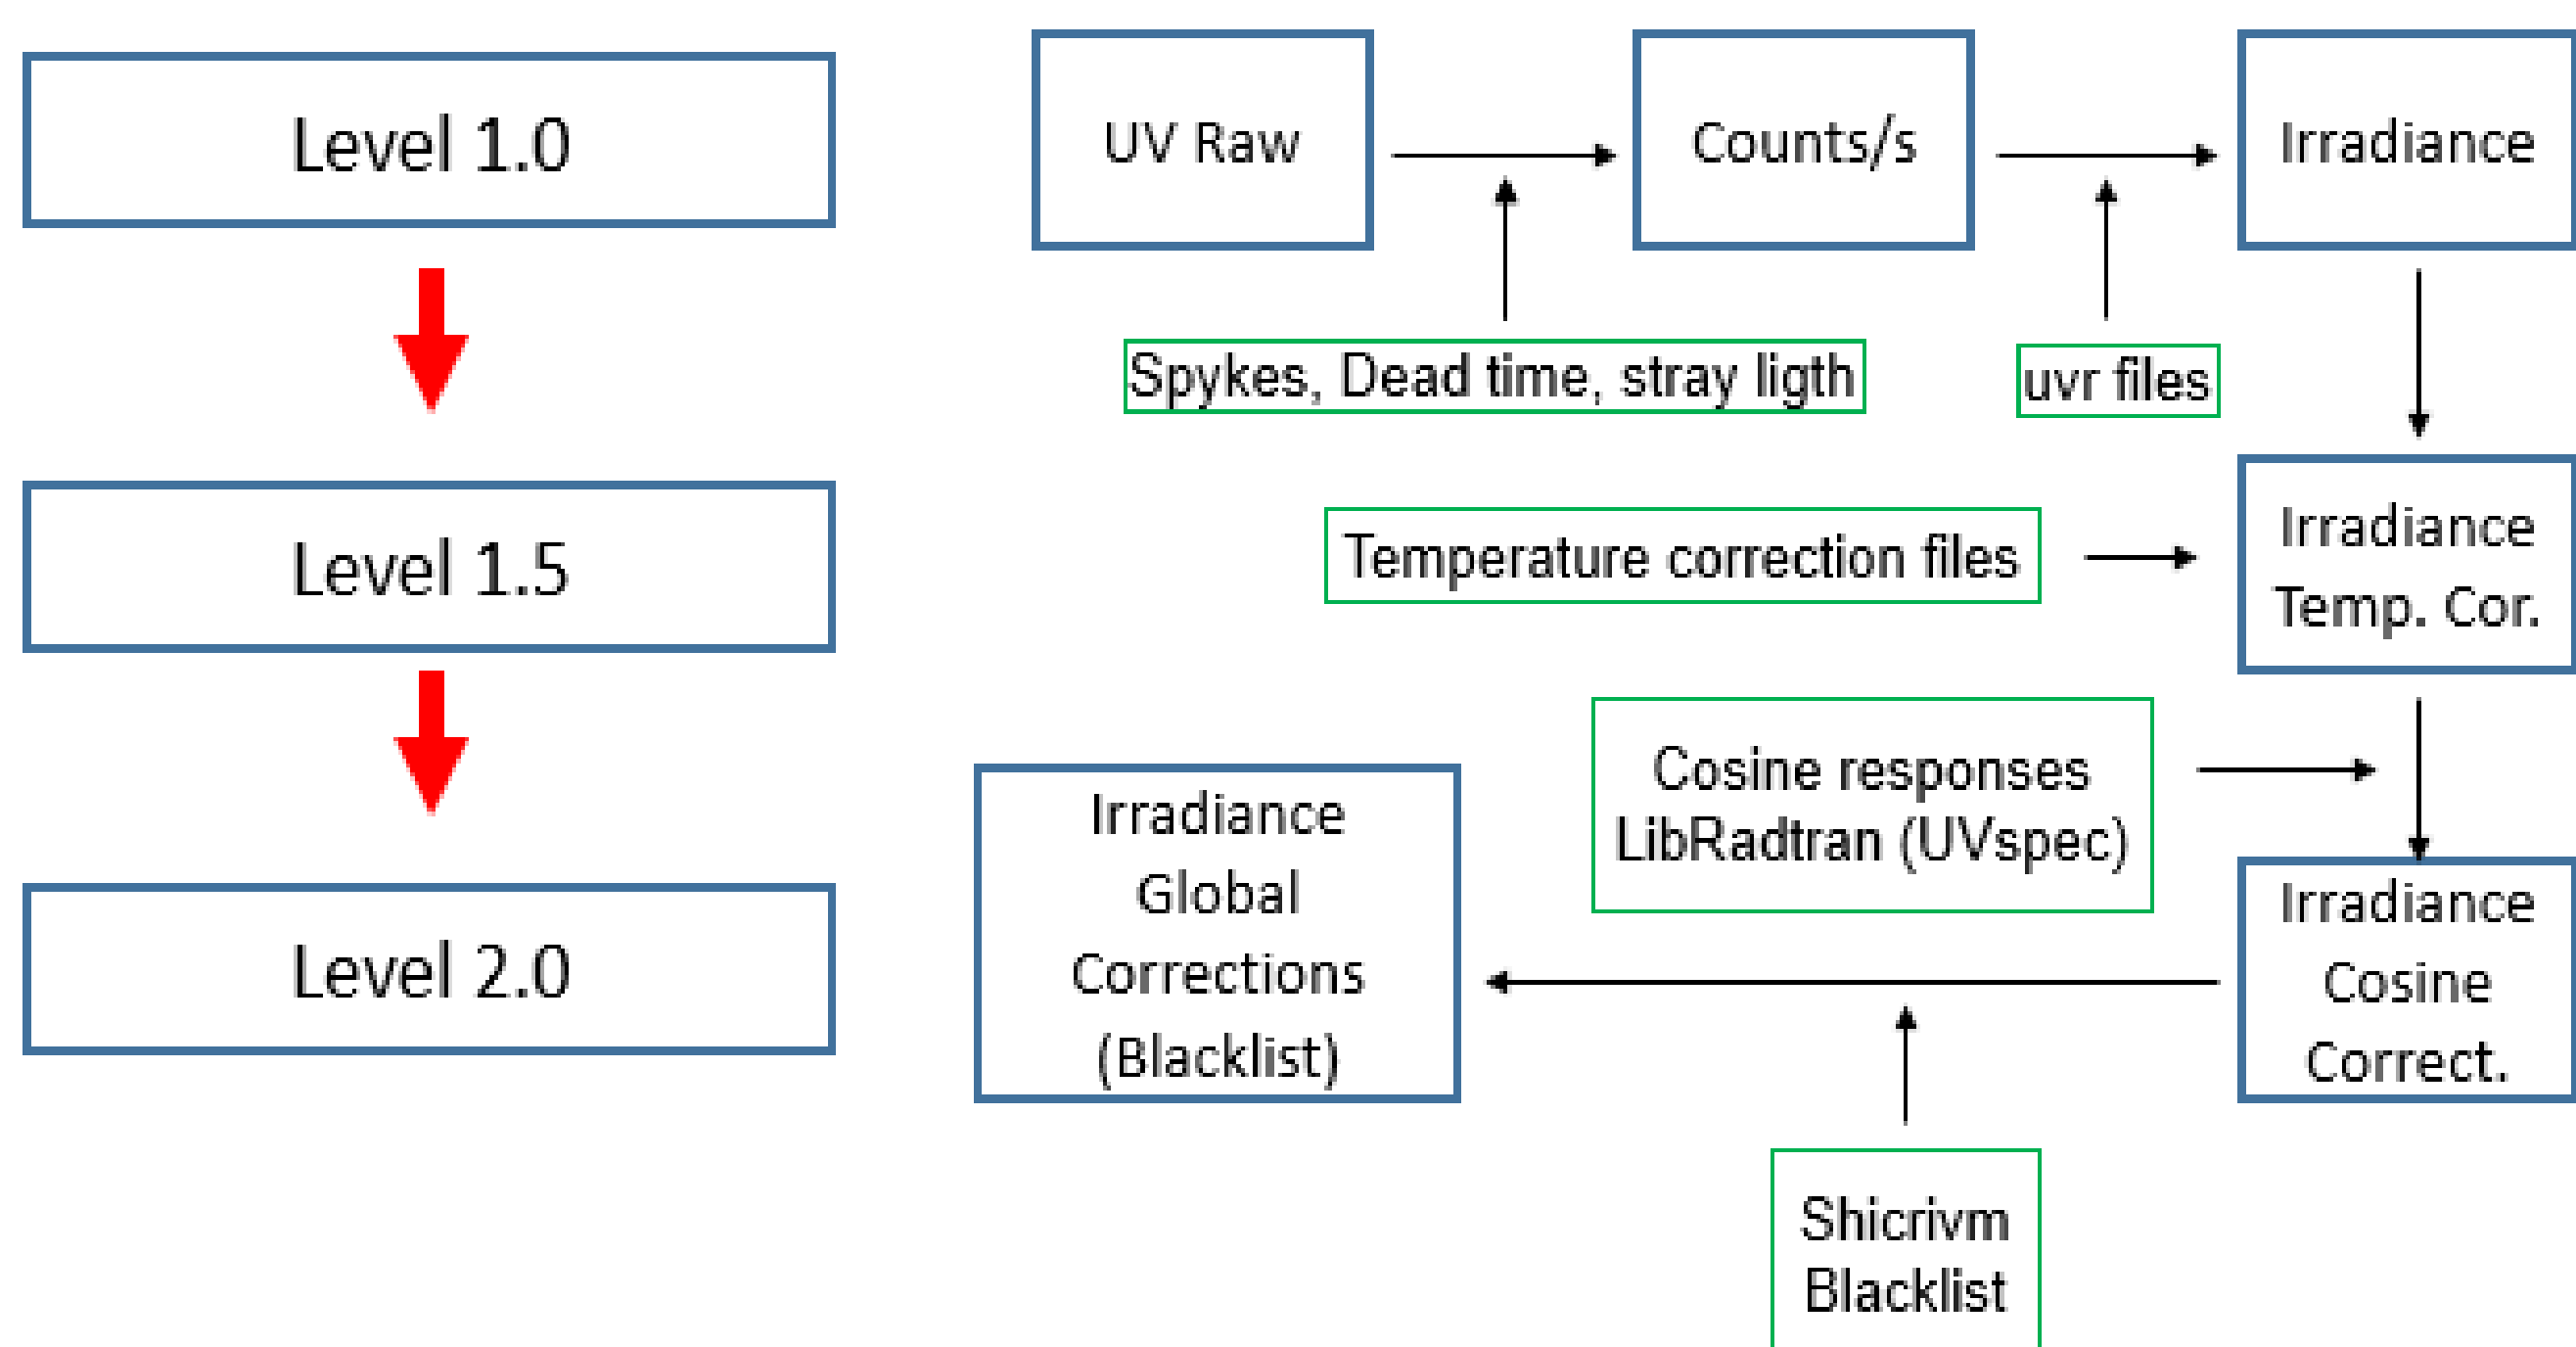 Level 1.0
Level 1.5
Level 2.0
UV Raw
Counts/s
Irradiance
Spykes, Dead time, stray ligth
uvr files
Temperature correction files
Irradiance
Temp. Cor.
Cosine responses
LibRadtran (UVspec)
Irradiance
Cosine
Correct.
Irradiance
Global
Corrections
(Blacklist)
Shicrivm
Blacklist